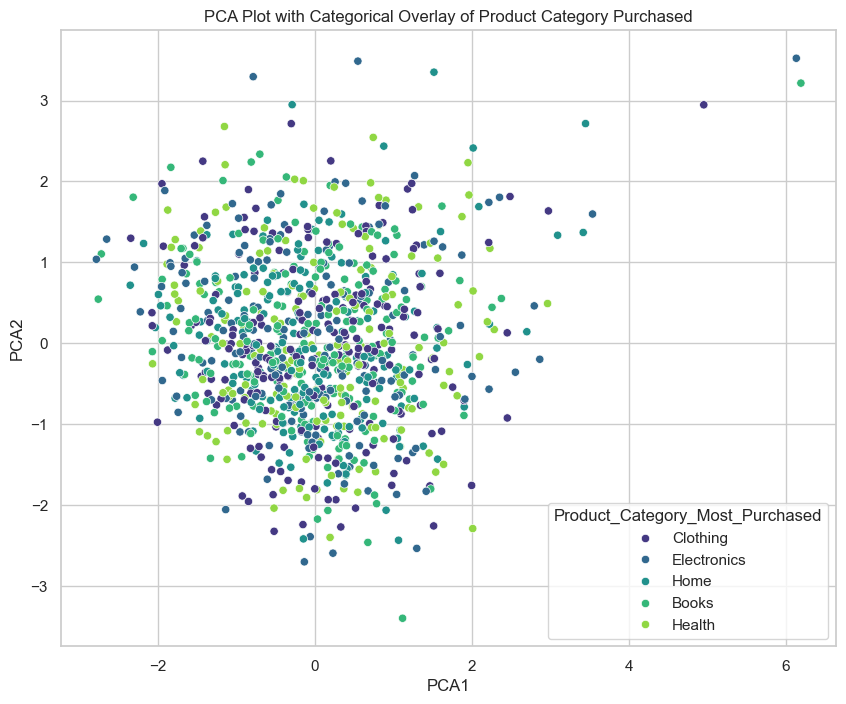 PCA Plot with Categorical Overlay of Product Category Purchased
3
2
1
0
−1
−2
−3
PCA2
−2
0
2
4
6
PCA1
Product_Category_Most_Purchased
Clothing
Electronics
Home
Books
Health